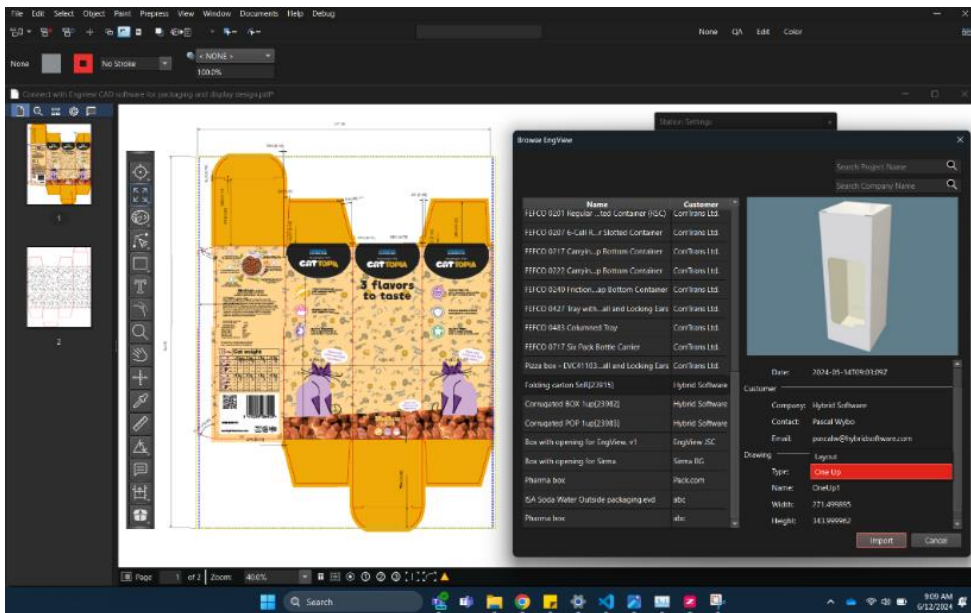 File Edit Select Object Paint Prepress View Window Documents Help Debug
None QA Edit Color
None No Stroke < NONE >
100.0%
Connect with Engview CAD software for packaging and display design.pdf*
Station Settings
Browse EngView
Search Project Name
Search Company Name
Name Customer
FEFCO 0201 Regular ...ted Container (RSC) CorrTrans Ltd.
FEFCO 0207 6-Cell R...r Slotted Container CorrTrans Ltd.
FEFCO 0217 Carryin...p Bottom Container CorrTrans Ltd.
FEFCO 0222 Carryin...p Bottom Container CorrTrans Ltd.
FEFCO 0249 Friction...ap Bottom Container CorrTrans Ltd.
FEFCO 0427 Tray with...all and Locking Ears CorrTrans Ltd.
FEFCO 0483 Columned Tray CorrTrans Ltd.
FEFCO 0717 Six Pack Bottle Carrier CorrTrans Ltd.
Pizza box - EVC41103...all and Locking Ears CorrTrans Ltd.
Folding carton SnR[23915] Hybrid Software
Corrugated BOX 1up[23982] Hybrid Software
Corrugated POP 1up[23983] Hybrid Software
Box with opening for EngView, v1 EngView JSC
Box with opening for Sirma Sirma BG
Pharma box Pack.com
ISA Soda Water Outside packaging.evd abc
Pharma box abc
Date: 2024-05-14T09:03:09Z
Customer
Company: Hybrid Software
Contact: Pascal Wybo
Email: pascalw@hybridsoftware.com
Drawing
Layout
Type: One Up
Name: OneUp1
Width: 271.499895
Height: 343.999962
Import Cancel
CATTOPIA
CATTOPIA
CATTOPIA
3 flavors
to taste
Cat weight
1
2
Page 1 of 2 Zoom: 40.0%
Search
9:09 AM
6/12/2024